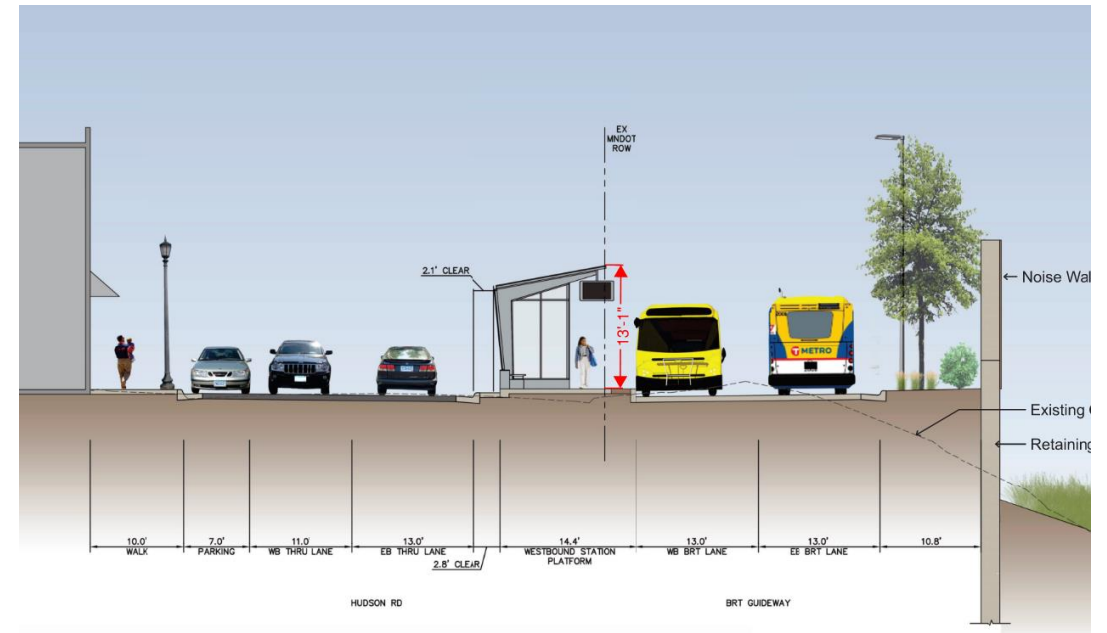 EX
MNDOT
ROW
2.1' CLEAR
13'-1"
METRO
Noise Wal
Existing
Retaining
10.0'
WALK
7.0'
PARKING
11.0'
WB THRU LANE
13.0'
EB THRU LANE
2.8' CLEAR
14.4'
WESTBOUND STATION
PLATFORM
13.0'
WB BRT LANE
13.0'
EB BRT LANE
10.8'
HUDSON RD
BRT GUIDEWAY